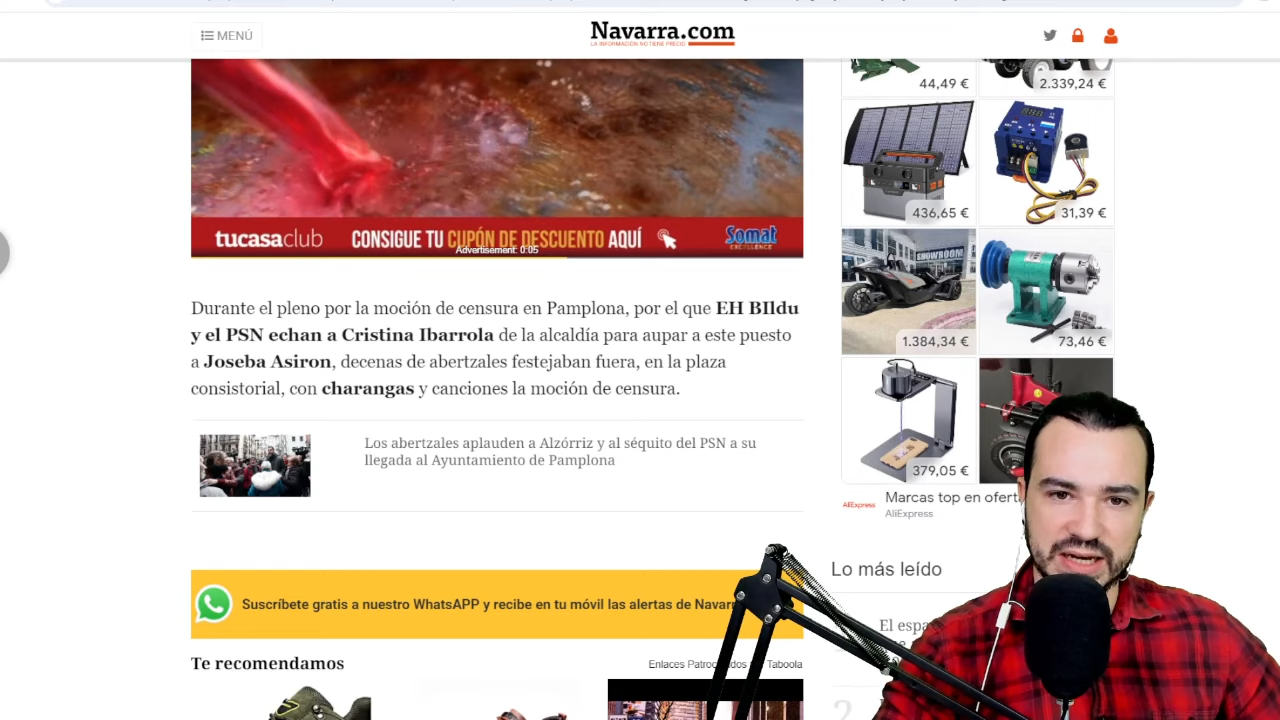 MENÚ
Navarra.com
LA INFORMACIÓN NO TIENE PRECIO
44,49 €
2.339,24 €
436,65 €
31,39 €
SHOWROOM
1.384,34 €
73,46 €
379,05 €
AliExpress
Marcas top en ofert
AliExpress
tucasaclub
CONSIGUE TU CUPÓN DE DESCUENTO AQUÍ
Somat
EXCELLENCE
Advertisement: 0:05
Durante el pleno por la moción de censura en Pamplona, por el que EH BIldu
y el PSN echan a Cristina Ibarrola de la alcaldía para aupar a este puesto
a Joseba Asiron, decenas de abertzales festejaban fuera, en la plaza
consistorial, con charangas y canciones la moción de censura.
Los abertzales aplauden a Alzórriz y al séquito del PSN a su
llegada al Ayuntamiento de Pamplona
Lo más leído
Suscríbete gratis a nuestro WhatsAPP y recibe en tu móvil las alertas de Navarr
El espa
2
Te recomendamos
Enlaces Taboola